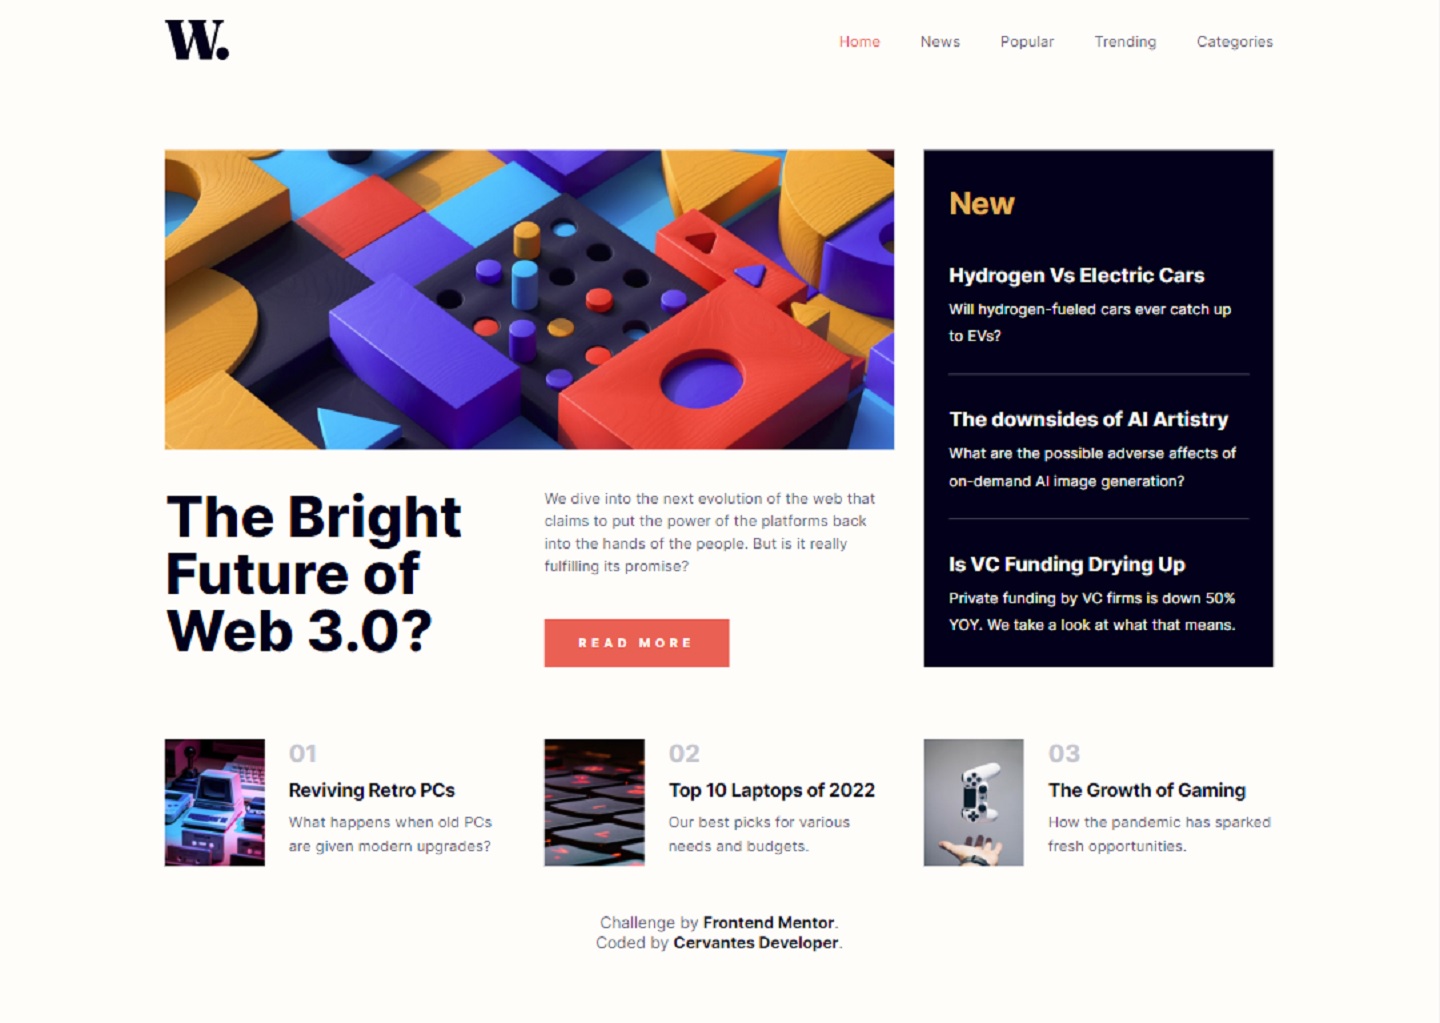 W.
Home
News
Popular
Trending
Categories
The Bright
Future of
Web 3.0?
We dive into the next evolution of the web that
claims to put the power of the platforms back
into the hands of the people. But is it really
fulfilling its promise?
READ MORE
New
Hydrogen Vs Electric Cars
Will hydrogen-fueled cars ever catch up
to EVs?
The downsides of AI Artistry
What are the possible adverse affects of
on-demand AI image generation?
Is VC Funding Drying Up
Private funding by VC firms is down 50%
YOY. We take a look at what that means.
01
Reviving Retro PCs
What happens when old PCs
are given modern upgrades?
02
Top 10 Laptops of 2022
Our best picks for various
needs and budgets.
03
The Growth of Gaming
How the pandemic has sparked
fresh opportunities.
Challenge by Frontend Mentor.
Coded by Cervantes Developer.